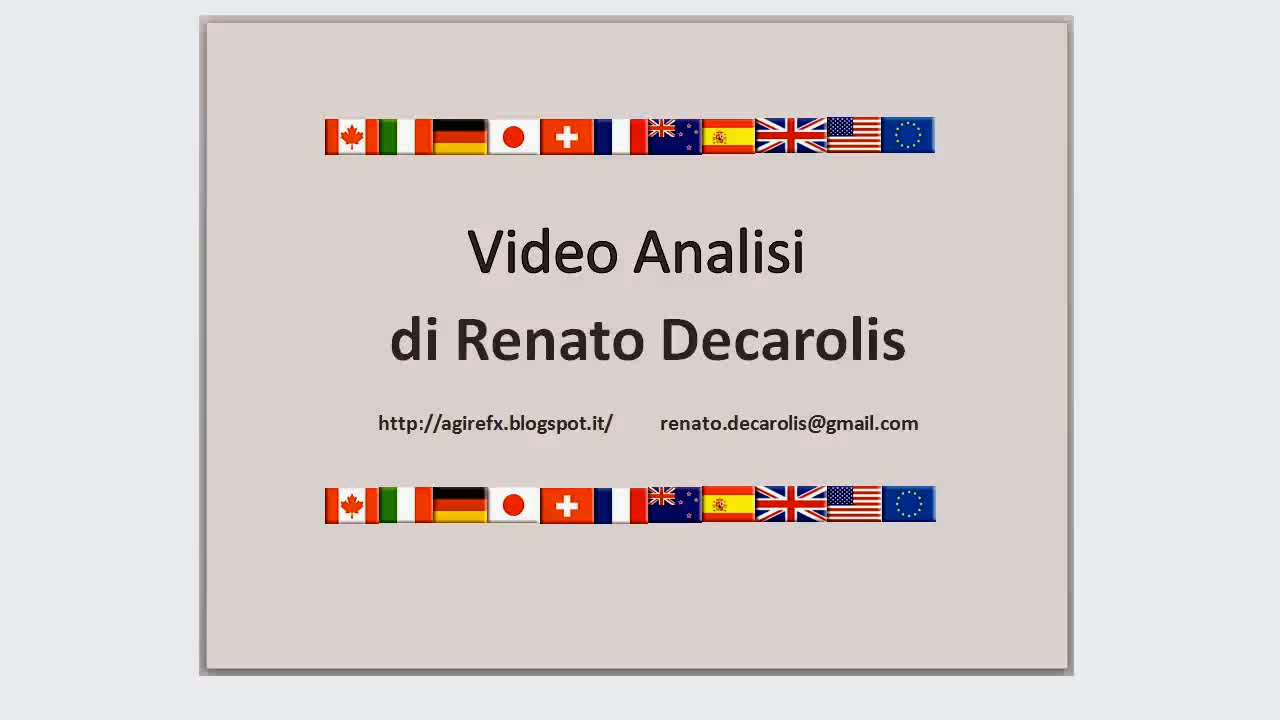 Video Analisi
di Renato Decarolis
http://agirefx.blogspot.it/ renato.decarolis@gmail.com